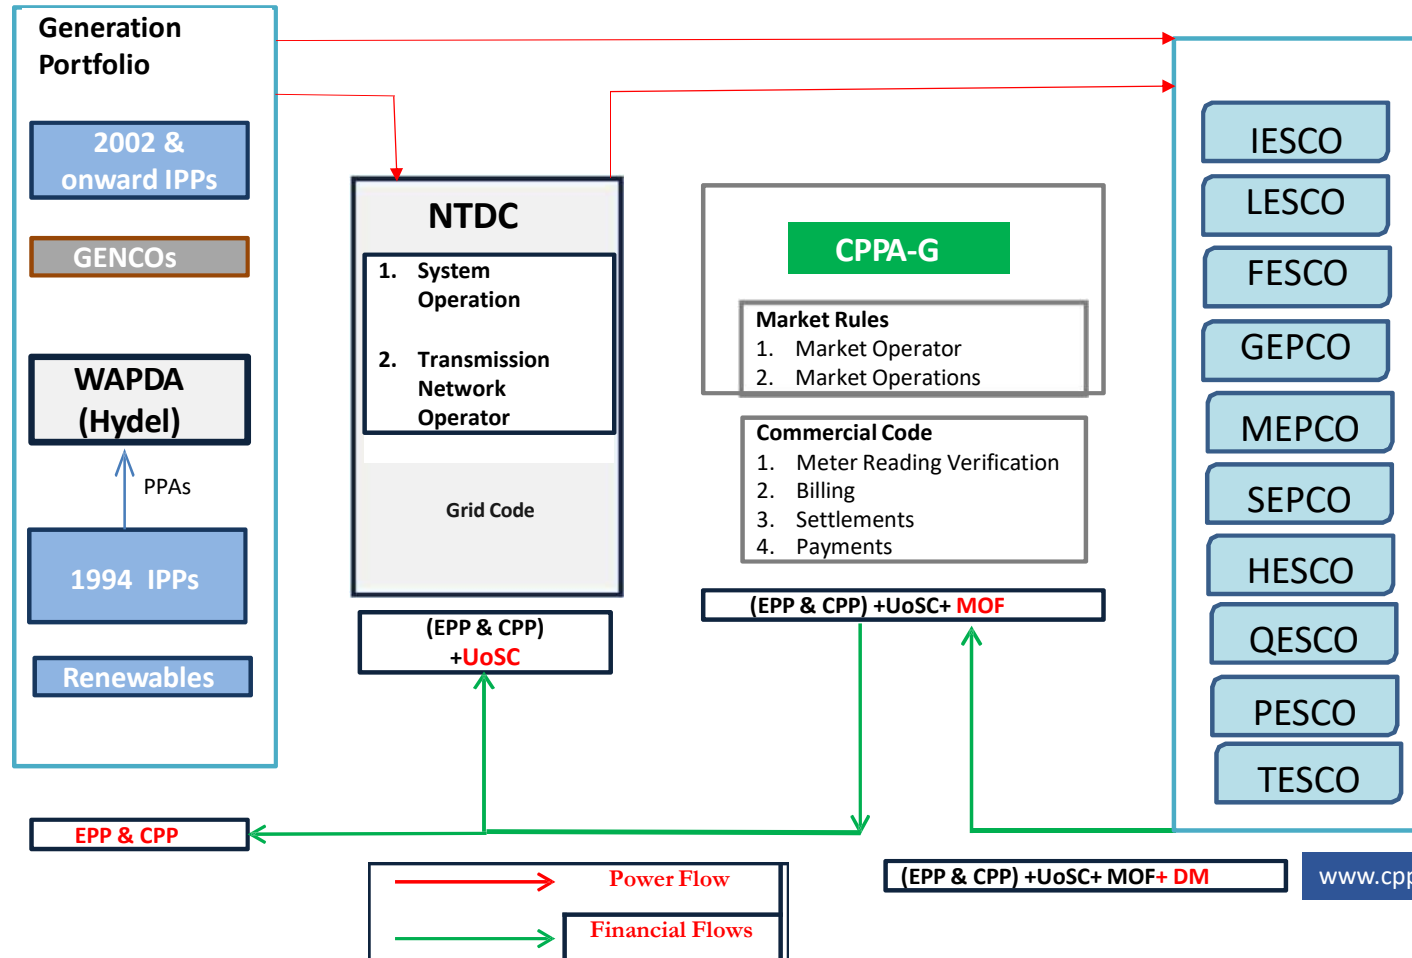 Generation
Portfolio
2002 &
onward IPPs
GENCOs
WAPDA
(Hydel)
PPAs
1994 IPPs
Renewables
EPP & CPP
NTDC
1. System
Operation
2. Transmission
Network
Operator
Grid Code
(EPP & CPP)
+UoSC
CPPA-G
Market Rules
1. Market Operator
2. Market Operations
Commercial Code
1. Meter Reading Verification
2. Billing
3. Settlements
4. Payments
(EPP & CPP) +UoSC+ MOF
IESCO
LESCO
FESCO
GEPCO
MEPCO
SEPCO
HESCO
QESCO
PESCO
TESCO
Power Flow
Financial Flows
(EPP & CPP) +UoSC+ MOF+ DM
www.cpp